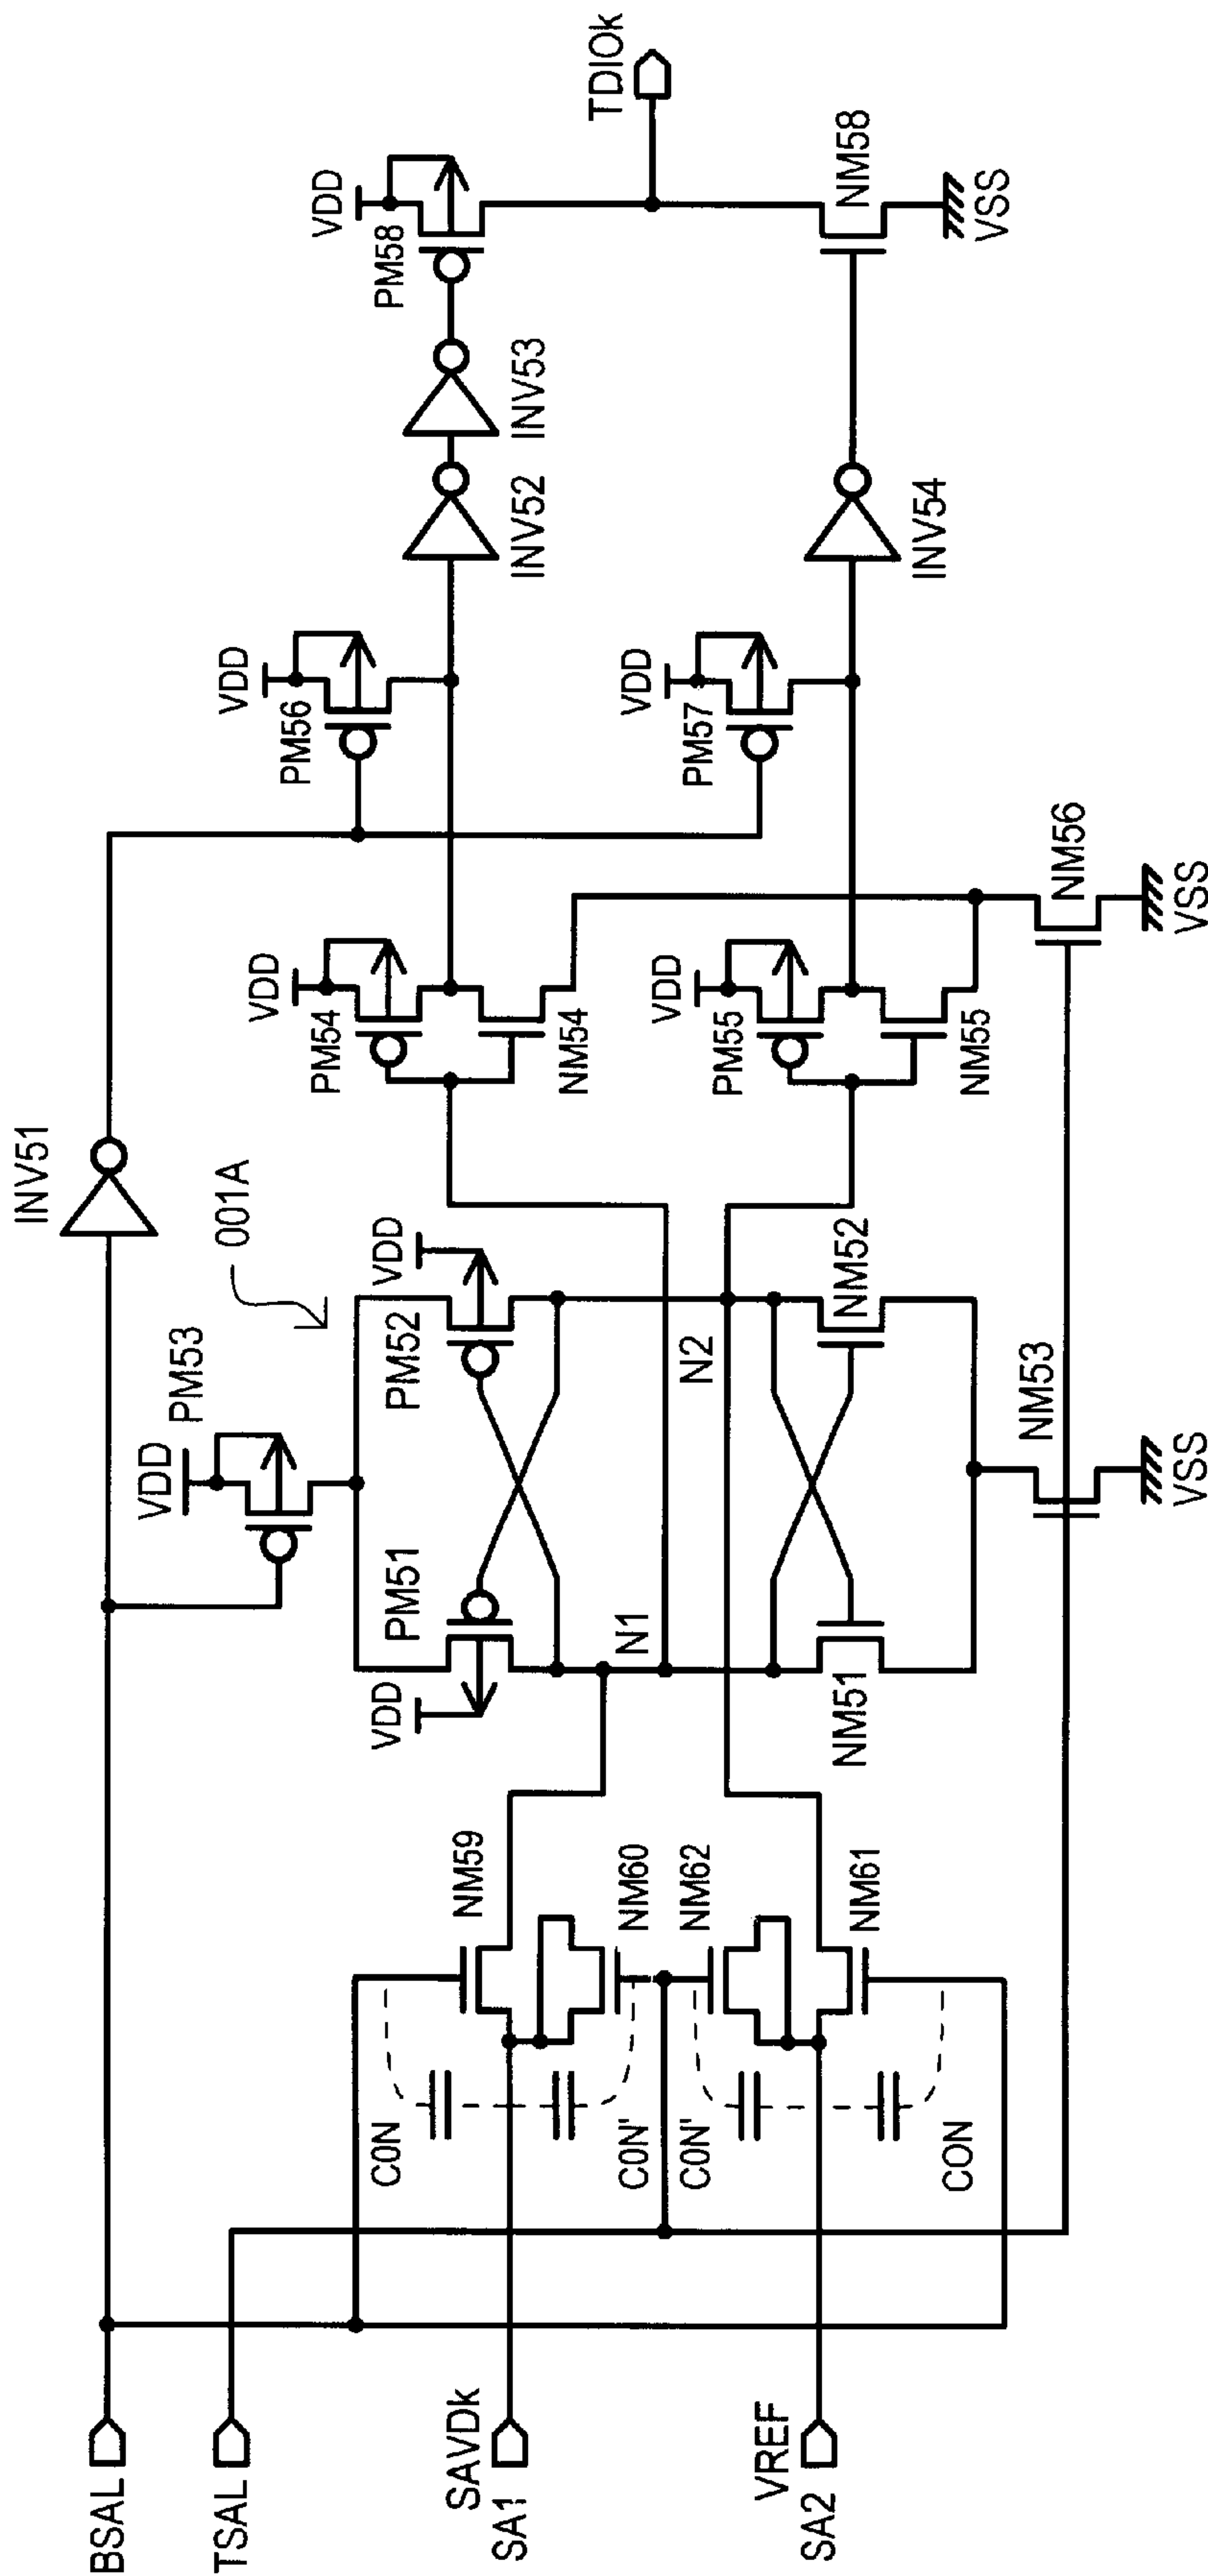 BSAL
TSAL
SAVDk
SA1
VREF
SA2
C0N
C0N'
C0N'
CON
NM59
NM60
NM62
NM61
VDD
PM53
001A
INV51
VDD
PM51
PM52
VDD
N1
N2
NM51
NM52
NM53
VSS
VDD
PM54
NM54
VDD
PM55
NM55
NM56
VSS
VDD
PM56
VDD
PM57
INV52
INV53
INV54
VDD
PM58
TDIOk
NM58
VSS